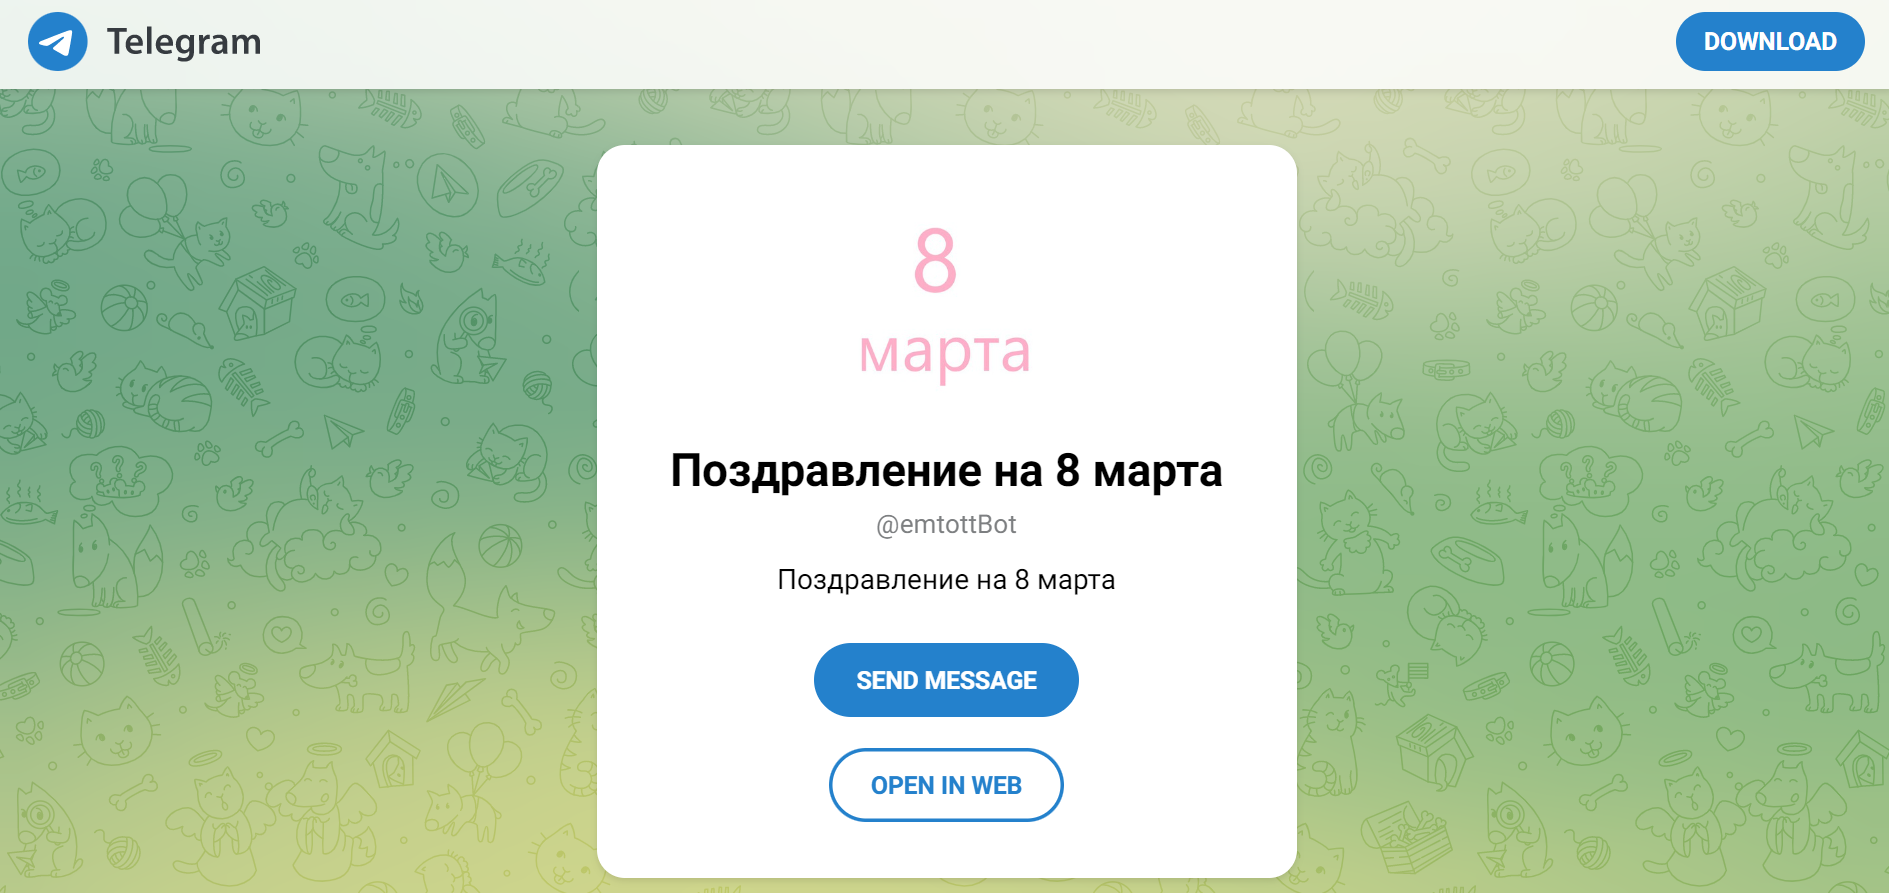 Telegram
DOWNLOAD
8
марта
Поздравление на 8 марта
@emtottBot
Поздравление на 8 марта
SEND MESSAGE
OPEN IN WEB